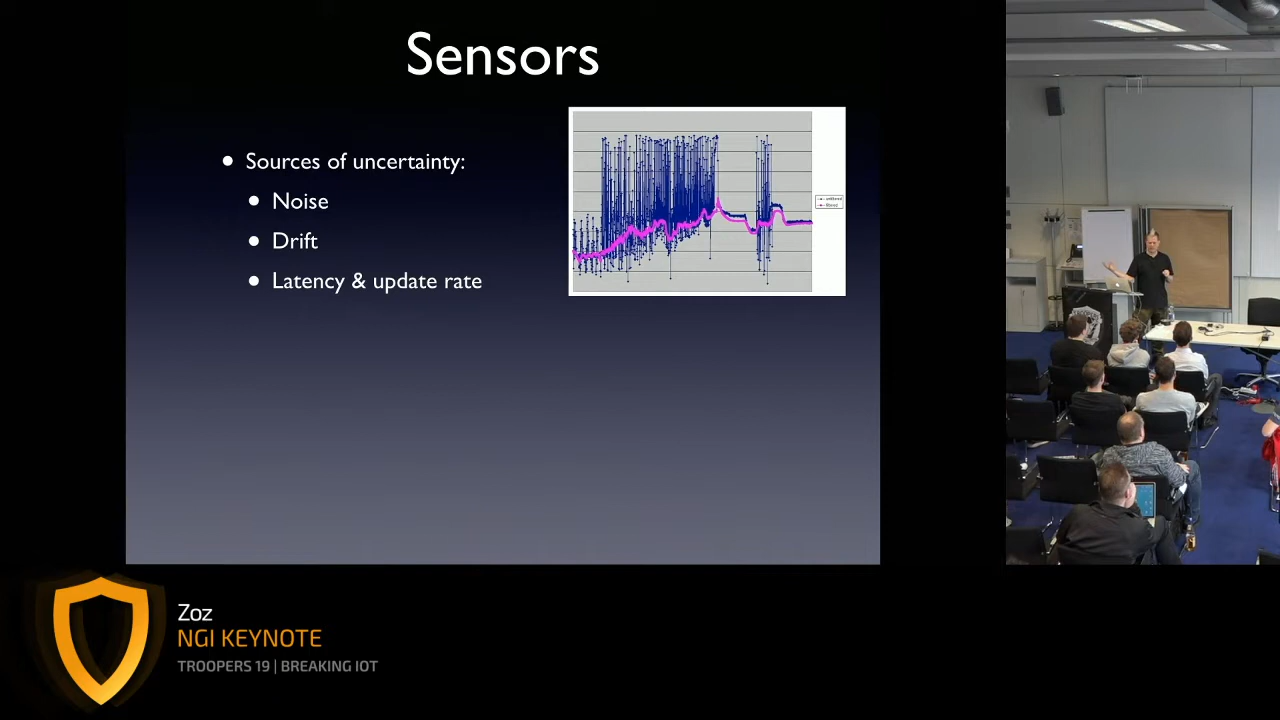 Sensors
Sources of uncertainty:
Noise
Drift
Latency & update rate
Zoz
NGI KEYNOTE
TROOPERS 19 | BREAKING IOT